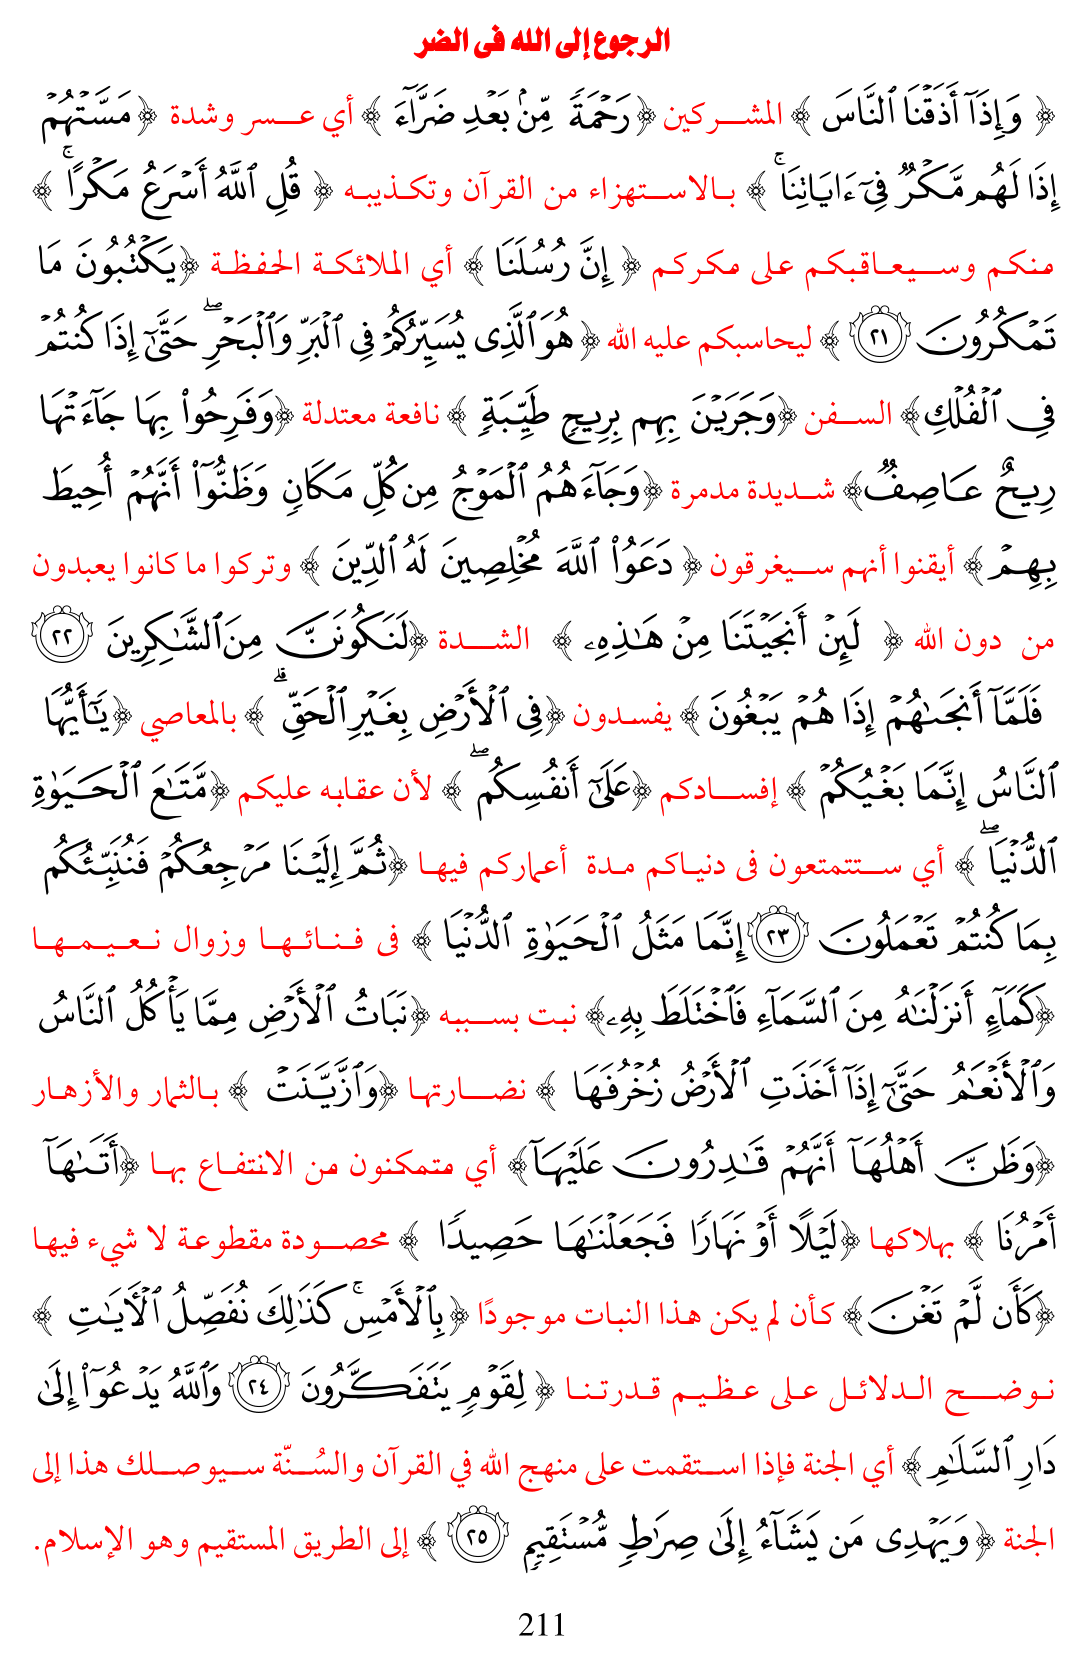 الرجوع إلى الله فى الضر
﴿ وَإِذَآ أَذَقْنَا ٱلنَّاسَ ﴾ المشركين ﴿رَحْمَةً مِّنۢ بَعْدِ ضَرَّآءَ ﴾ أي عسر وشدة ﴿مَسَّتْهُمْ
إِذَا لَهُم مَّكْرٌ فِىٓ ءَايَاتِنَا ۚ ﴾ بالاستهزاء من القرآن وتكذيبه ﴿ قُلِ ٱللَّهُ أَسْرَعُ مَكْرًا ۚ ﴾
منكم وسيعاقبكم على مكركم ﴿ إِنَّ رُسُلَنَا ﴾ أي الملائكة الحفظة ﴿يَكْتُبُونَ مَا
تَمْكُرُونَ ٢١ ﴾ ليحاسبكم عليه الله ﴿ هُوَ ٱلَّذِى يُسَيِّرُكُمْ فِى ٱلْبَرِّ وَٱلْبَحْرِ ۖ حَتَّىٰٓ إِذَا كُنتُمْ
فِى ٱلْفُلْكِ﴾ السفن ﴿وَجَرَيْنَ بِهِم بِرِيحٍ طَيِّبَةٍ ﴾ نافعة معتدلة ﴿وَفَرِحُوا۟ بِهَا جَآءَتْهَا
رِيحٌ عَاصِفٌ﴾ شديدة مدمرة ﴿وَجَآءَهُمُ ٱلْمَوْجُ مِن كُلِّ مَكَانٍ وَظَنُّوٓا۟ أَنَّهُمْ أُحِيطَ
بِهِمْ ﴾ أيقنوا أنهم سيغرقون ﴿ دَعَوُا۟ ٱللَّهَ مُخْلِصِينَ لَهُ ٱلدِّينَ ﴾ وتركوا ما كانوا يعبدون
من دون الله ﴿ لَئِنْ أَنجَيْتَنَا مِنْ هَـٰذِهِۦ ﴾ الشدة ﴿لَنَكُونَنَّ مِنَ ٱلشَّـٰكِرِينَ ٢٢
فَلَمَّآ أَنجَىٰهُمْ إِذَا هُمْ يَبْغُونَ ﴾ يفسدون ﴿فِى ٱلْأَرْضِ بِغَيْرِ ٱلْحَقِّ ۗ ﴾ بالمعاصي ﴿يَـٰٓأَيُّهَا
ٱلنَّاسُ إِنَّمَا بَغْيُكُمْ ﴾ إفسادكم ﴿عَلَىٰٓ أَنفُسِكُم ۖ ﴾ لأن عقابه عليكم ﴿مَّتَـٰعَ ٱلْحَيَوٰةِ
ٱلدُّنْيَا ۖ ﴾ أي ستتمتعون فى دنياكم مدة أعماركم فيها ﴿ثُمَّ إِلَيْنَا مَرْجِعُكُمْ فَنُنَبِّئُكُم
بِمَا كُنتُمْ تَعْمَلُونَ ٢٣ إِنَّمَا مَثَلُ ٱلْحَيَوٰةِ ٱلدُّنْيَا ﴾ فى فنائها وزوال نعيمها
﴿كَمَآءٍ أَنزَلْنَـٰهُ مِنَ ٱلسَّمَآءِ فَٱخْتَلَطَ بِهِۦ﴾ نبت بسببه ﴿نَبَاتُ ٱلْأَرْضِ مِمَّا يَأْكُلُ ٱلنَّاسُ
وَٱلْأَنْعَـٰمُ حَتَّىٰٓ إِذَآ أَخَذَتِ ٱلْأَرْضُ زُخْرُفَهَا ﴾ نضارتها ﴿وَٱزَّيَّنَتْ ﴾ بالثمار والأزهار
﴿وَظَنَّ أَهْلُهَآ أَنَّهُمْ قَـٰدِرُونَ عَلَيْهَآ﴾ أي متمكنون من الانتفاع بها ﴿أَتَىٰهَآ
أَمْرُنَا ﴾ بهلاكها ﴿لَيْلًا أَوْ نَهَارًا فَجَعَلْنَـٰهَا حَصِيدًا ﴾ محصودة مقطوعة لا شيء فيها
﴿كَأَن لَّمْ تَغْنَ﴾ كأن لم يكن هذا النبات موجودًا ﴿بِٱلْأَمْسِ ۚ كَذَٰلِكَ نُفَصِّلُ ٱلْـَٔايَـٰتِ ﴾
نوضح الدلائل على عظيم قدرتنا ﴿ لِقَوْمٍ يَتَفَكَّرُونَ ٢٤ وَٱللَّهُ يَدْعُوٓا۟ إِلَىٰ
دَارِ ٱلسَّلَـٰمِ ﴾ أي الجنة فإذا استقمت على منهج الله في القرآن والسُنّة سيوصلك هذا إلى
الجنة ﴿ وَيَهْدِى مَن يَشَآءُ إِلَىٰ صِرَٰطٍ مُّسْتَقِيمٍ ٢٥ ﴾ إلى الطريق المستقيم وهو الإسلام.
211